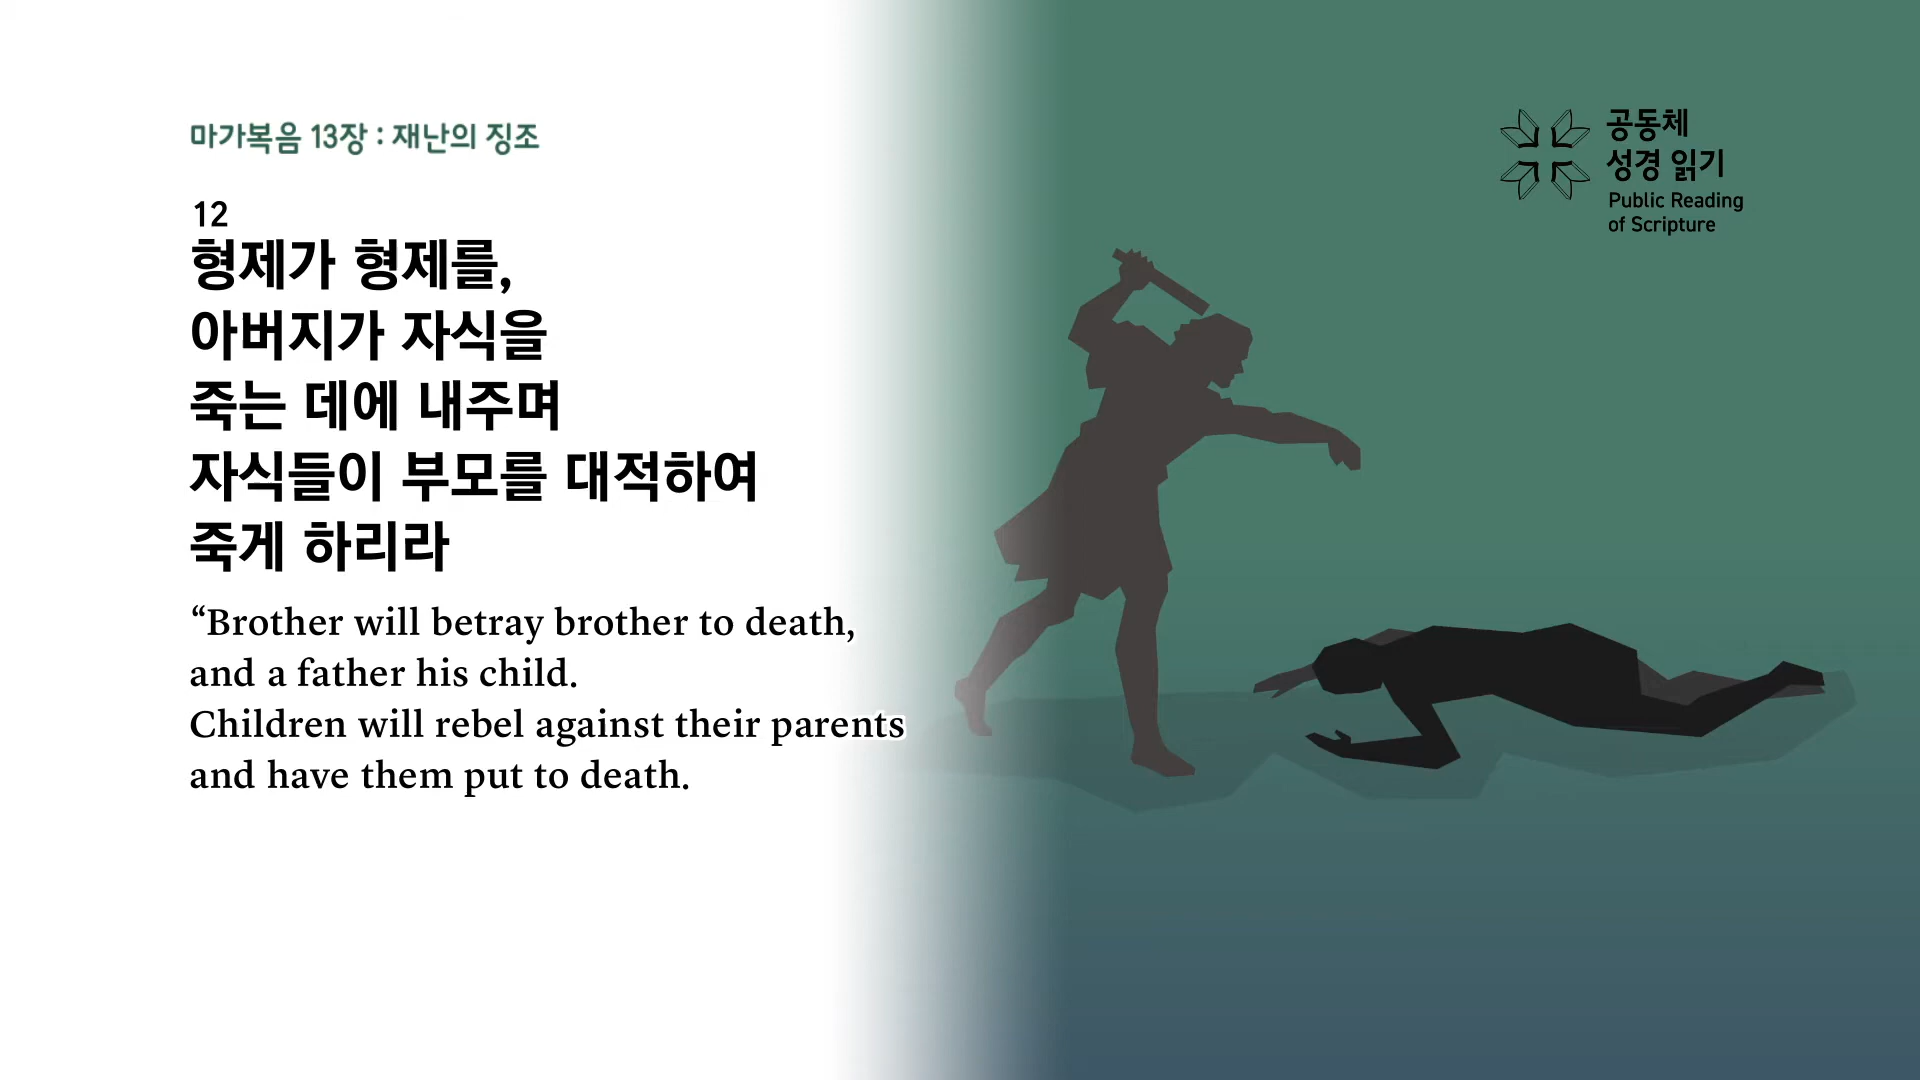 마가복음 13장 : 재난의 징조
12
형제가 형제를,
아버지가 자식을
죽는 데에 내주며
자식들이 부모를 대적하여
죽게 하리라
“Brother will betray brother to death,
and a father his child.
Children will rebel against their parents
and have them put to death.
공동체
성경 읽기
Public Reading
of Scripture